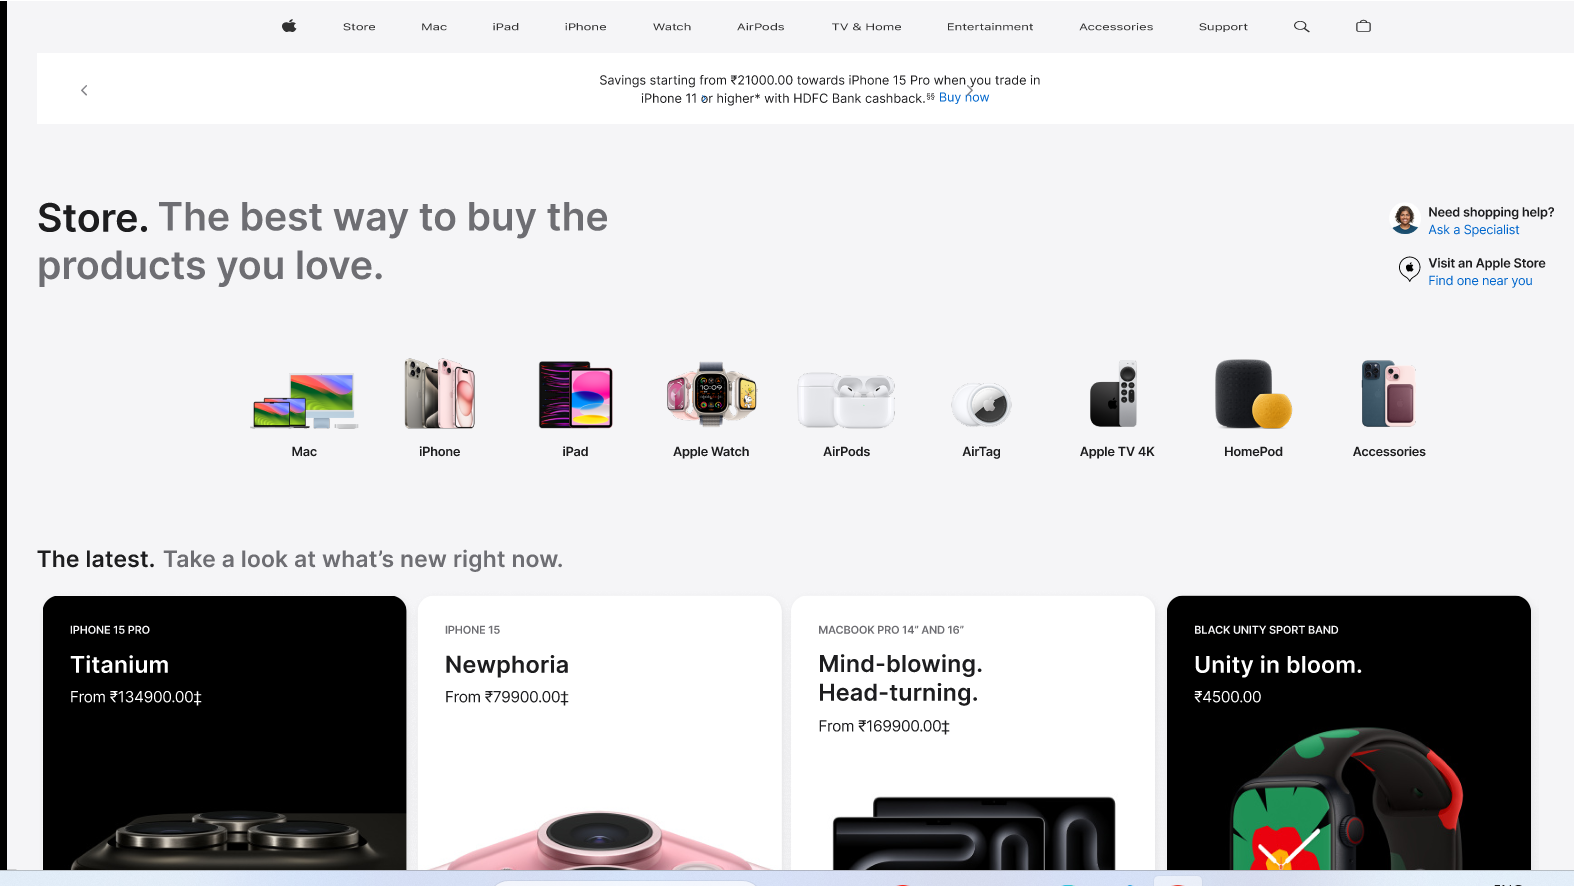 Store Mac iPad iPhone Watch AirPods TV & Home Entertainment Accessories Support
Savings starting from ₹21000.00 towards iPhone 15 Pro when you trade in
iPhone 11 or higher* with HDFC Bank cashback.§§ Buy now
Store. The best way to buy the
products you love.
Need shopping help?
Ask a Specialist
Visit an Apple Store
Find one near you
Mac iPhone iPad Apple Watch AirPods AirTag Apple TV 4K HomePod Accessories
The latest. Take a look at what’s new right now.
IPHONE 15 PRO
Titanium
From ₹134900.00‡
IPHONE 15
Newphoria
From ₹79900.00‡
MACBOOK PRO 14” AND 16”
Mind-blowing.
Head-turning.
From ₹169900.00‡
BLACK UNITY SPORT BAND
Unity in bloom.
₹4500.00